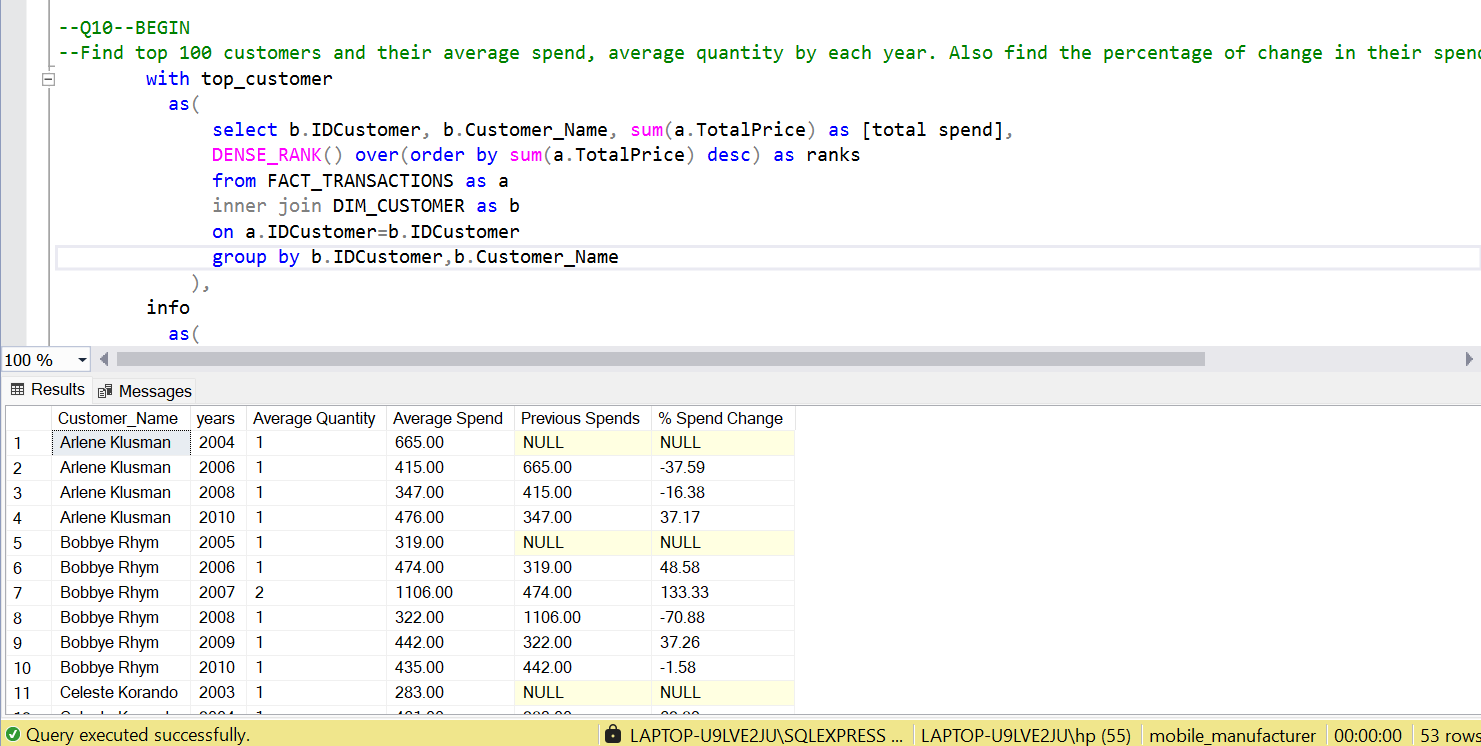 --Q10--BEGIN
--Find top 100 customers and their average spend, average quantity by each year. Also find the percentage of change in their spend
with top_customer
as(
select b.IDCustomer, b.Customer_Name, sum(a.TotalPrice) as [total spend],
DENSE_RANK() over(order by sum(a.TotalPrice) desc) as ranks
from FACT_TRANSACTIONS as a
inner join DIM_CUSTOMER as b
on a.IDCustomer=b.IDCustomer
group by b.IDCustomer,b.Customer_Name
),
info
as(
100 %
Results Messages
Customer_Name years Average Quantity Average Spend Previous Spends % Spend Change
1 Arlene Klusman 2004 1 665.00 NULL NULL
2 Arlene Klusman 2006 1 415.00 665.00 -37.59
3 Arlene Klusman 2008 1 347.00 415.00 -16.38
4 Arlene Klusman 2010 1 476.00 347.00 37.17
5 Bobbye Rhym 2005 1 319.00 NULL NULL
6 Bobbye Rhym 2006 1 474.00 319.00 48.58
7 Bobbye Rhym 2007 2 1106.00 474.00 133.33
8 Bobbye Rhym 2008 1 322.00 1106.00 -70.88
9 Bobbye Rhym 2009 1 442.00 322.00 37.26
10 Bobbye Rhym 2010 1 435.00 442.00 -1.58
11 Celeste Korando 2003 1 283.00 NULL NULL
Query executed successfully. LAPTOP-U9LVE2JU\SQLEXPRESS ... LAPTOP-U9LVE2JU\hp (55) mobile_manufacturer 00:00:00 53 rows